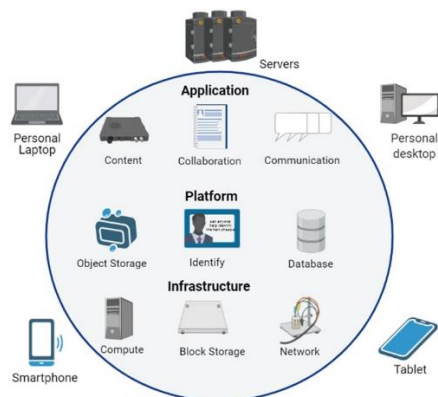 Servers
Application
Personal
Laptop
Personal
desktop
Content
Collaboration
Communication
Platform
Object Storage
Identify
Database
Infrastructure
Compute
Block Storage
Network
Smartphone
Tablet